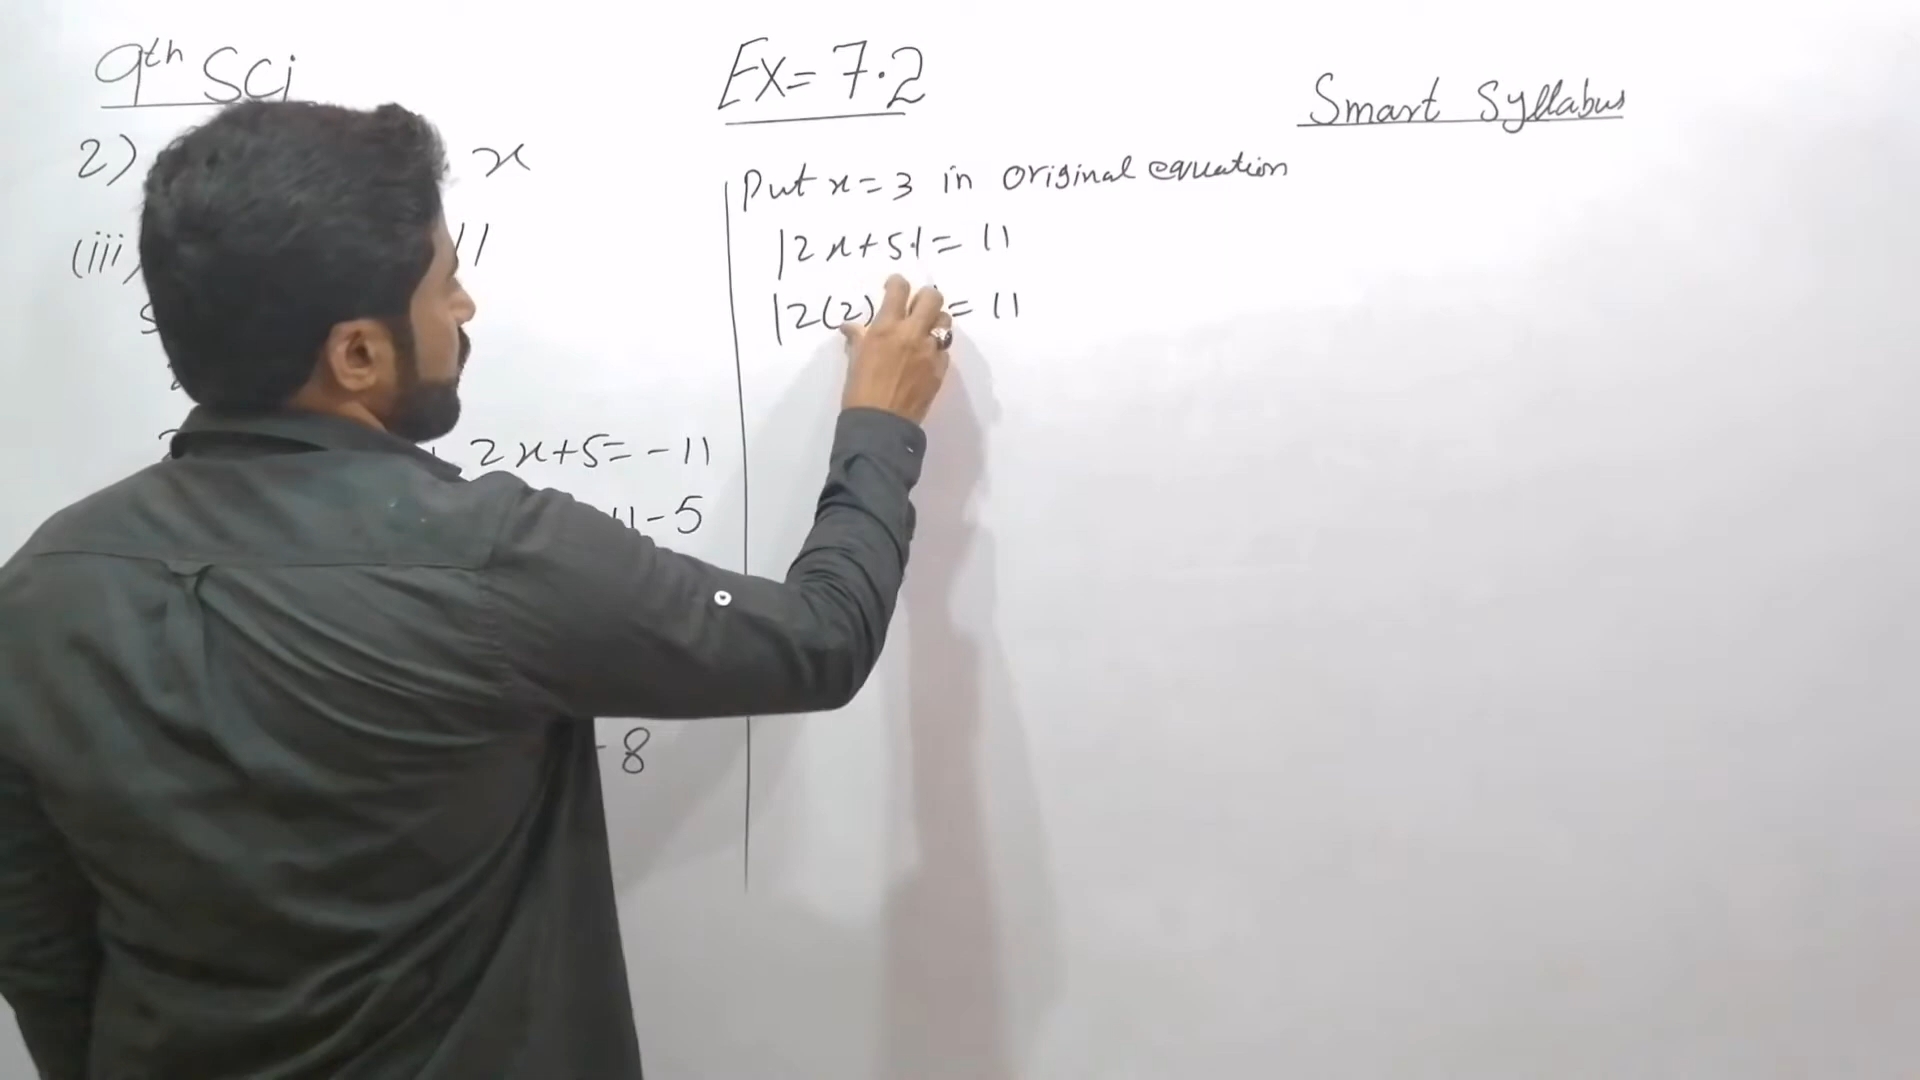 9th SCi
Ex= 7.2
Smart Syllabus
2) x
(iii) 11
2x+5=-11
11-5
-8
Put x=3 in original equation
|2x+5|=11
|2(2) = 11